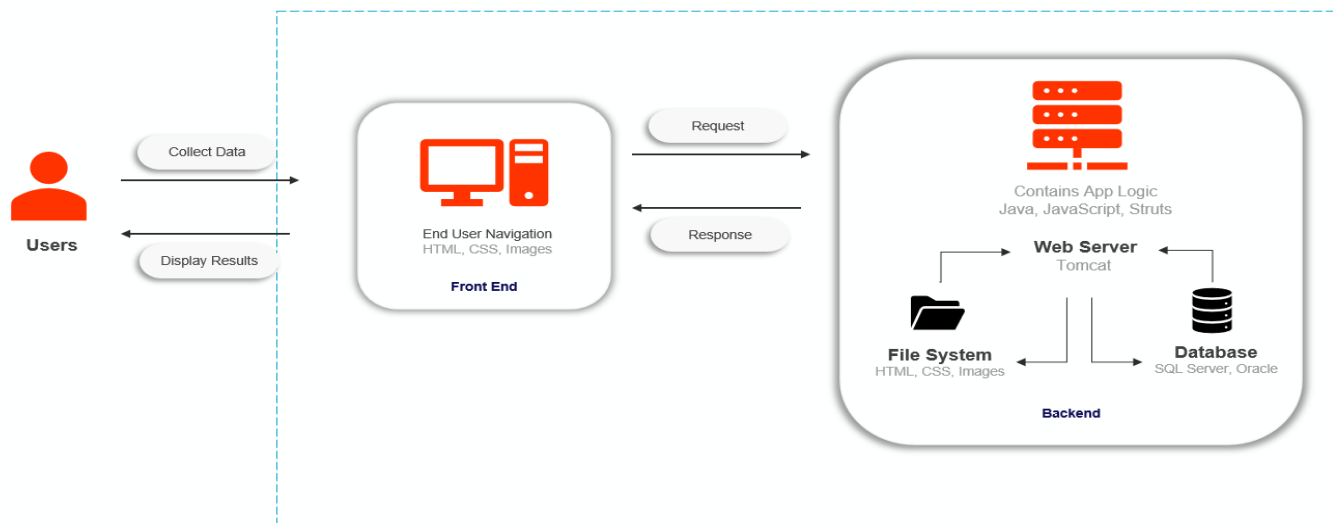 Users
Collect Data
Display Results
End User Navigation
HTML, CSS, Images
Front End
Request
Response
Contains App Logic
Java, JavaScript, Struts
Web Server
Tomcat
File System
HTML, CSS, Images
Database
SQL Server, Oracle
Backend